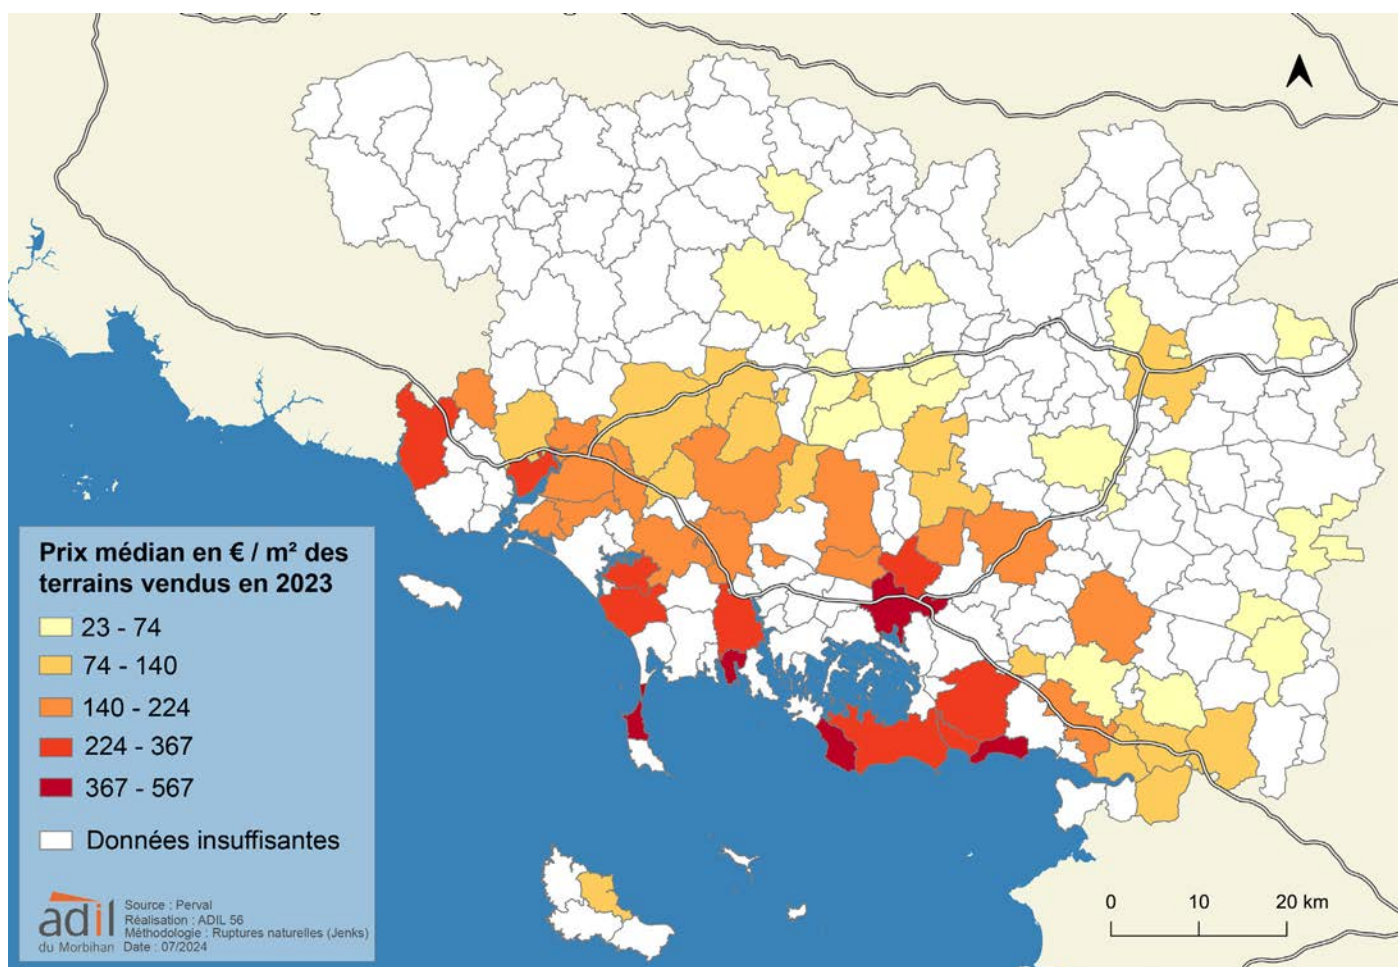 Prix médian en € / m² des
terrains vendus en 2023
23 - 74
74 - 140
140 - 224
224 - 367
367 - 567
Données insuffisantes
adil
du Morbihan
Source : Perval
Réalisation : ADIL 56
Méthodologie : Ruptures naturelles (Jenks)
Date : 07/2024
0 10 20 km